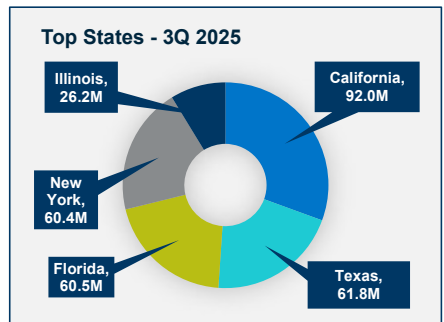 Top States - 3Q 2025
Illinois,
26.2M
California,
92.0M
New
York,
60.4M
Florida,
60.5M
Texas,
61.8M